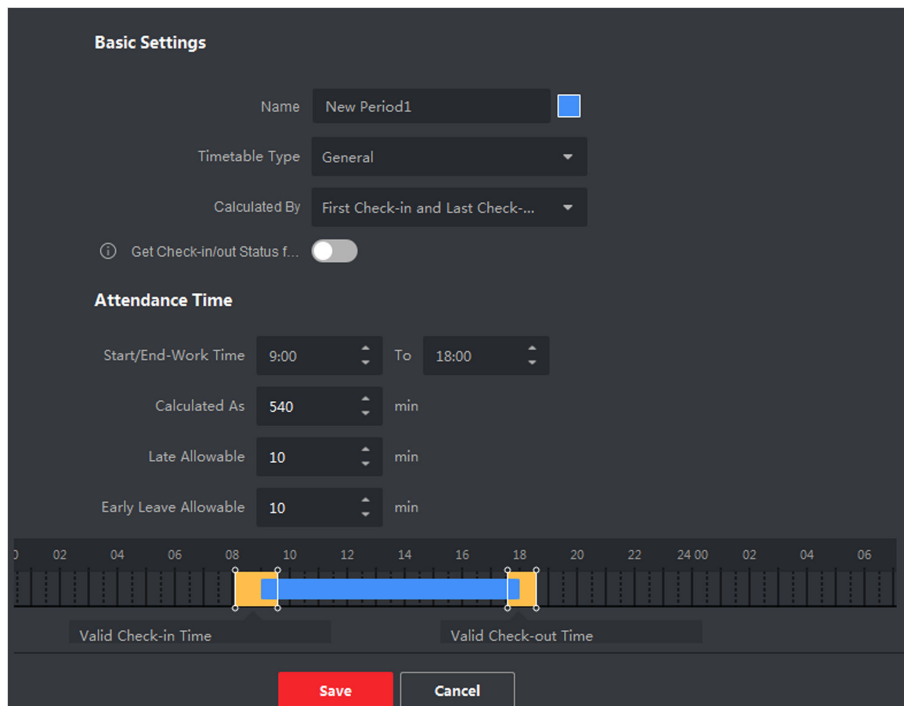 Basic Settings
Name New Period1
Timetable Type General
Calculated By First Check-in and Last Check-...
Get Check-in/out Status f...
Attendance Time
Start/End-Work Time 9:00 To 18:00
Calculated As 540 min
Late Allowable 10 min
Early Leave Allowable 10 min
02 04 06 08 10 12 14 16 18 20 22 24 00 02 04 06
Valid Check-in Time Valid Check-out Time
Save Cancel